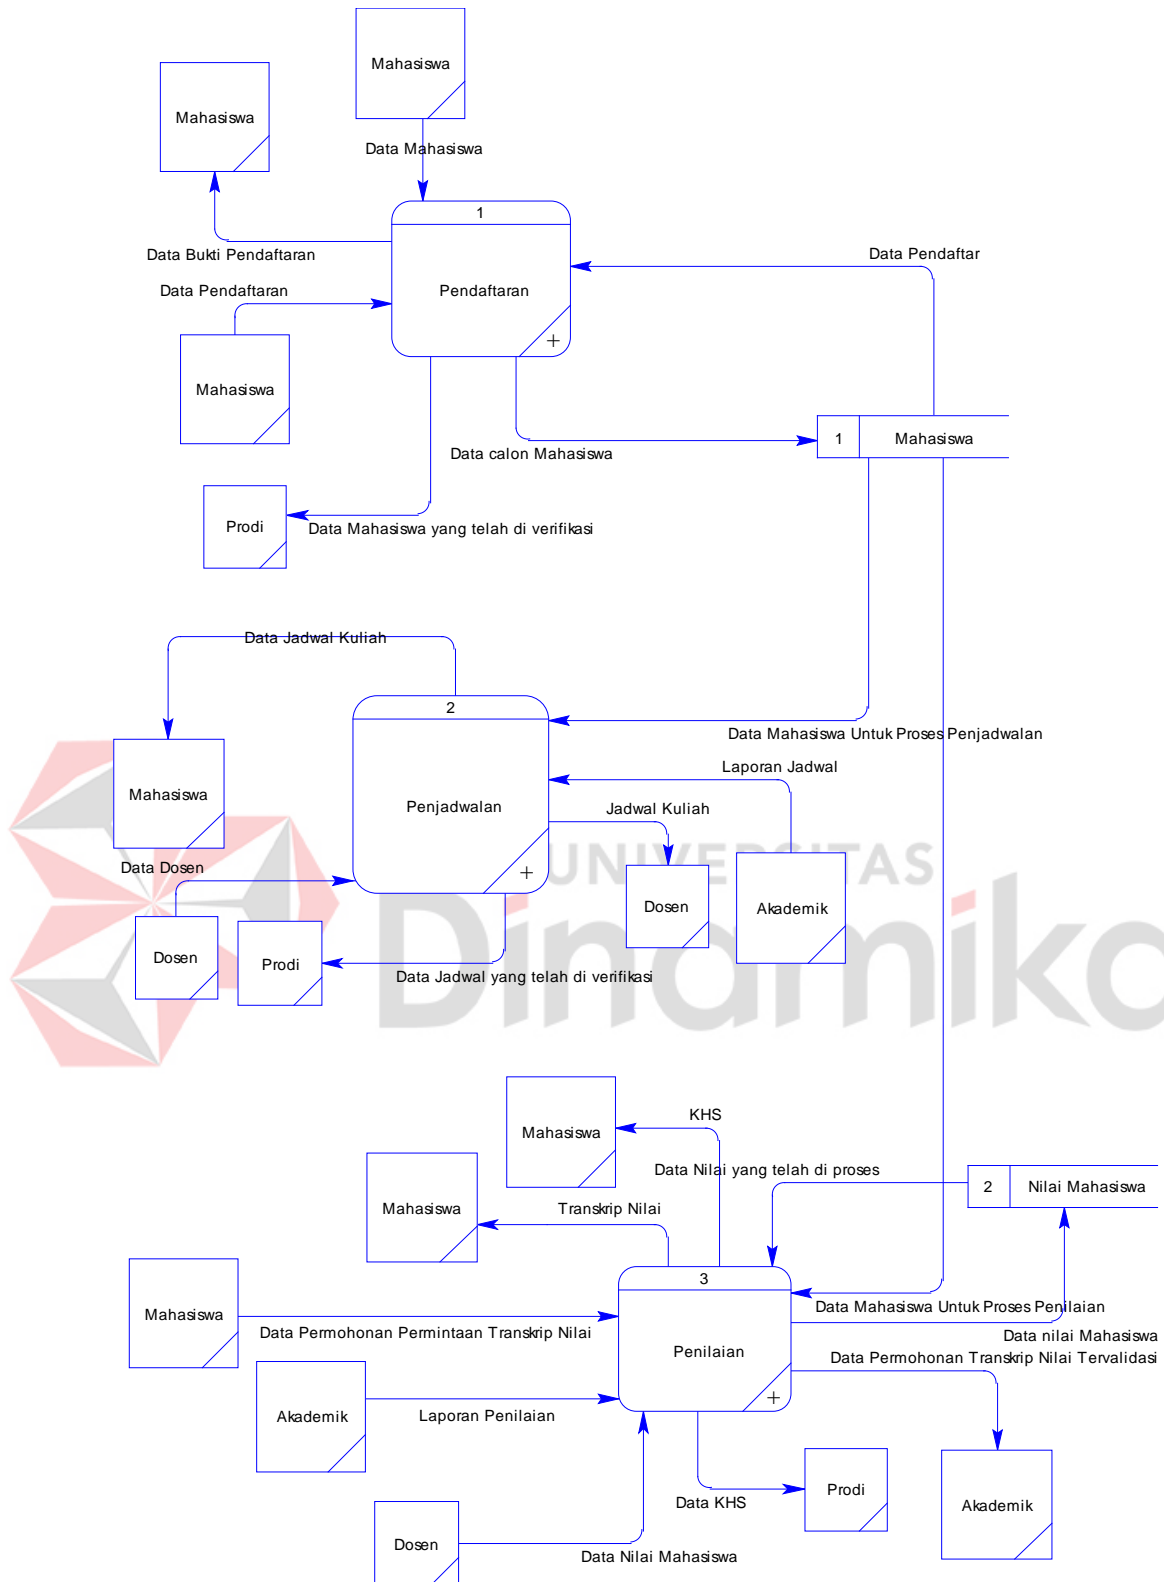 Mahasiswa
Mahasiswa
Data Mahasiswa
1
Data Bukti Pendaftaran
Data Pendaftar
Data Pendaftaran
Pendaftaran
+
Mahasiswa
1 Mahasiswa
Data calon Mahasiswa
Prodi
Data Mahasiswa yang telah di verifikasi
Data Jadwal Kuliah
2
Data Mahasiswa Untuk Proses Penjadwalan
Laporan Jadwal
Mahasiswa
Penjadwalan
Jadwal Kuliah
Data Dosen
+
UNIVERSITAS
Dinamika
Dosen
Akademik
Dosen
Prodi
Data Jadwal yang telah di verifikasi
KHS
Mahasiswa
Data Nilai yang telah di proses
2 Nilai Mahasiswa
Mahasiswa
Transkrip Nilai
3
Data Mahasiswa Untuk Proses Penilaian
Mahasiswa
Data Permohonan Permintaan Transkrip Nilai
Data nilai Mahasiswa
Penilaian
Data Permohonan Transkrip Nilai Tervalidasi
+
Akademik
Laporan Penilaian
Prodi
Data KHS
Akademik
Dosen
Data Nilai Mahasiswa